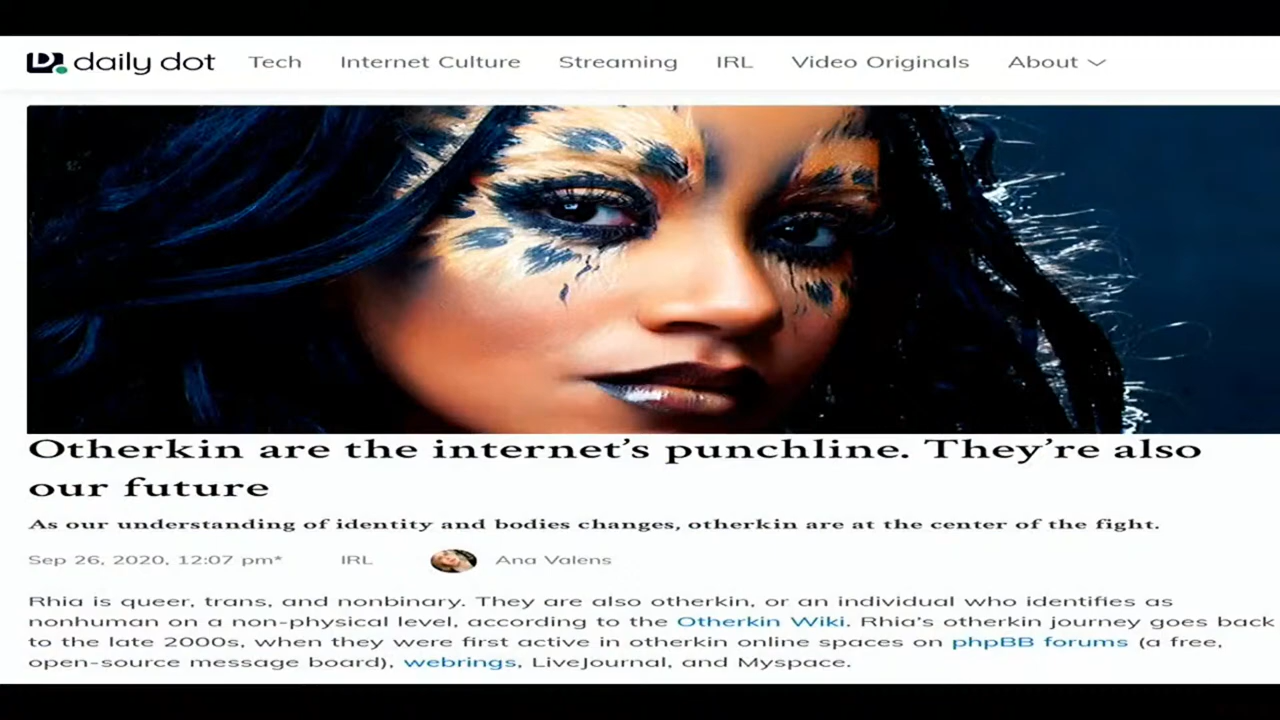 D. daily dot Tech Internet Culture Streaming IRL Video Originals About
Otherkin are the internet's punchline. They're also
our future
As our understanding of identity and bodies changes, otherkin are at the center of the fight.
Sep 26, 2020, 12:07 pm* IRL Ana Valens
Rhia is queer, trans, and nonbinary. They are also otherkin, or an individual who identifies as
nonhuman on a non-physical level, according to the Otherkin Wiki. Rhia's otherkin journey goes back
to the late 2000s, when they were first active in otherkin online spaces on phpBB forums (a free,
open-source message board), webrings, LiveJournal, and Myspace.